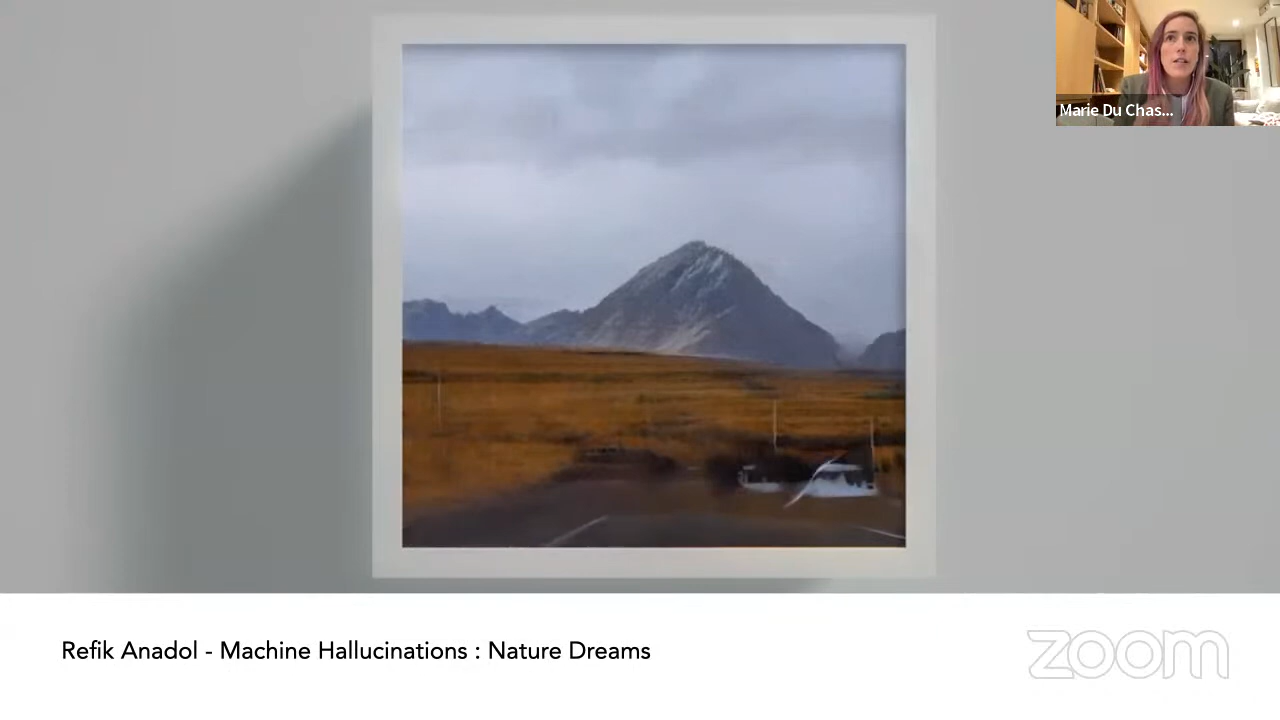 Marie Du Chas...
Refik Anadol - Machine Hallucinations : Nature Dreams
zoom